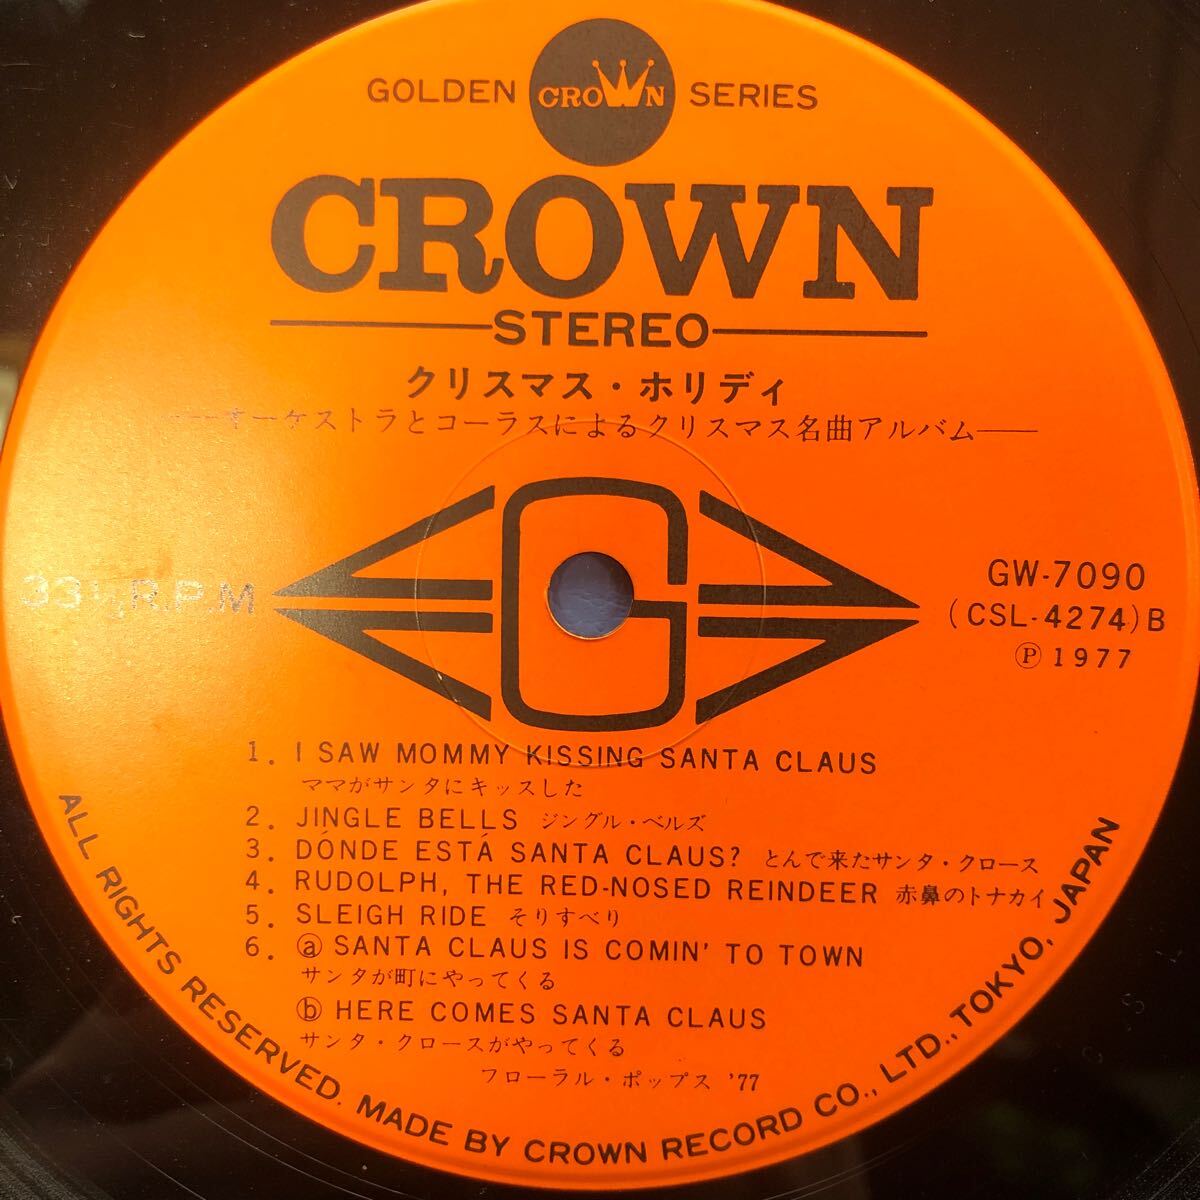 GOLDEN CROWN SERIES
CROWN
STEREO
クリスマス・ホリディ
——オーケストラとコーラスによるクリスマス名曲アルバム——
G
33⅓ R.P.M
GW-7090
(CSL-4274) B
Ⓟ 1977
1. I SAW MOMMY KISSING SANTA CLAUS
ママがサンタにキッスした
2. JINGLE BELLS ジングル・ベルズ
3. DÓNDE ESTÁ SANTA CLAUS? とんで来たサンタ・クロース
4. RUDOLPH, THE RED-NOSED REINDEER 赤鼻のトナカイ
5. SLEIGH RIDE そりすべり
6. ⓐ SANTA CLAUS IS COMIN' TO TOWN
サンタが町にやってくる
ⓑ HERE COMES SANTA CLAUS
サンタ・クロースがやってくる
フローラル・ポップス '77
ALL RIGHTS RESERVED. MADE BY CROWN RECORD CO., LTD., TOKYO, JAPAN